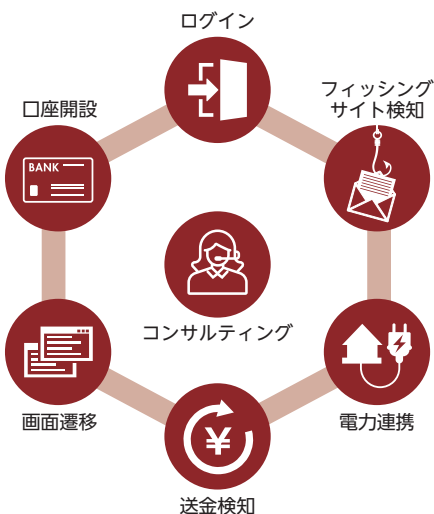 ログイン
フィッシング
サイト検知
口座開設
BANK
コンサルティング
画面遷移
電力連携
¥
送金検知